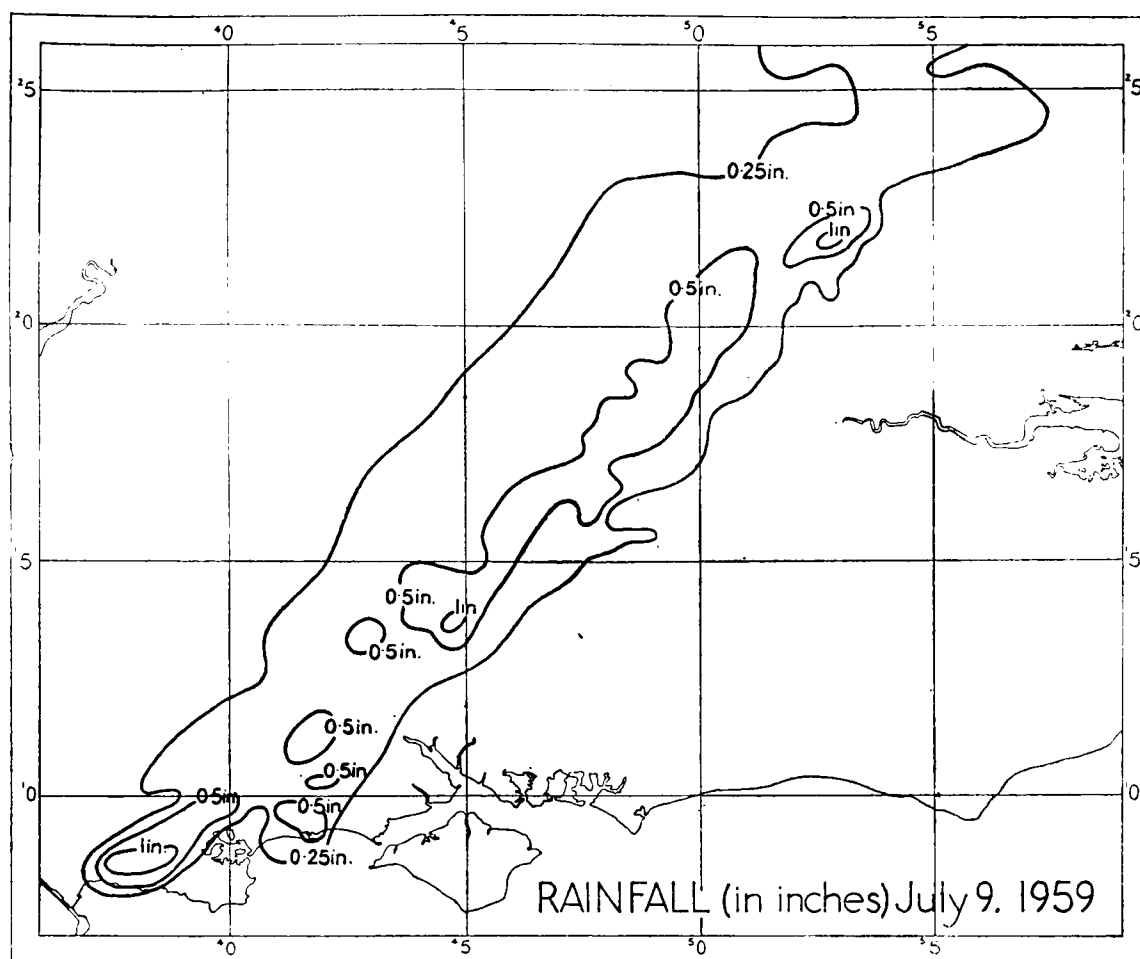 ⁴0 ⁴5 ⁵0 ⁵5
²5 ²5
0·25in.
0·5in
1in
0·5in.
²0 ²0
'5 '5
0·5in. 1in
0·5in.
0·5in.
0·5in
'0 0·5in '0
0·5in
1in. 0·25in.
RAINFALL (in inches) July 9. 1959
⁴0 ⁴5 ⁵0 ⁵5